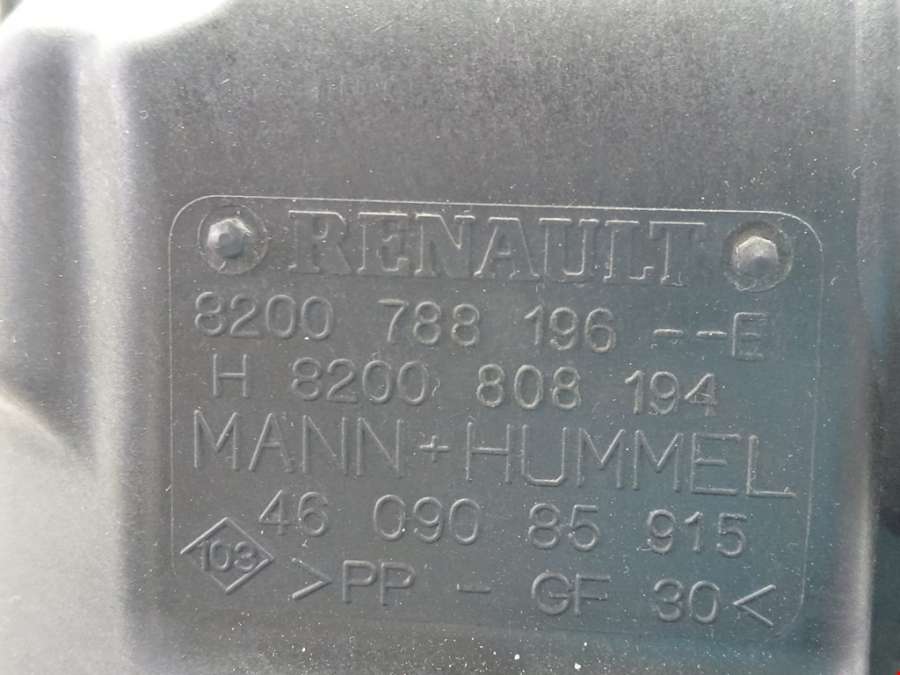 RENAULT
8200 788 196 --E
H 8200 808 194
MANN+HUMMEL
46 090 85 915
103
>PP - GF 30<